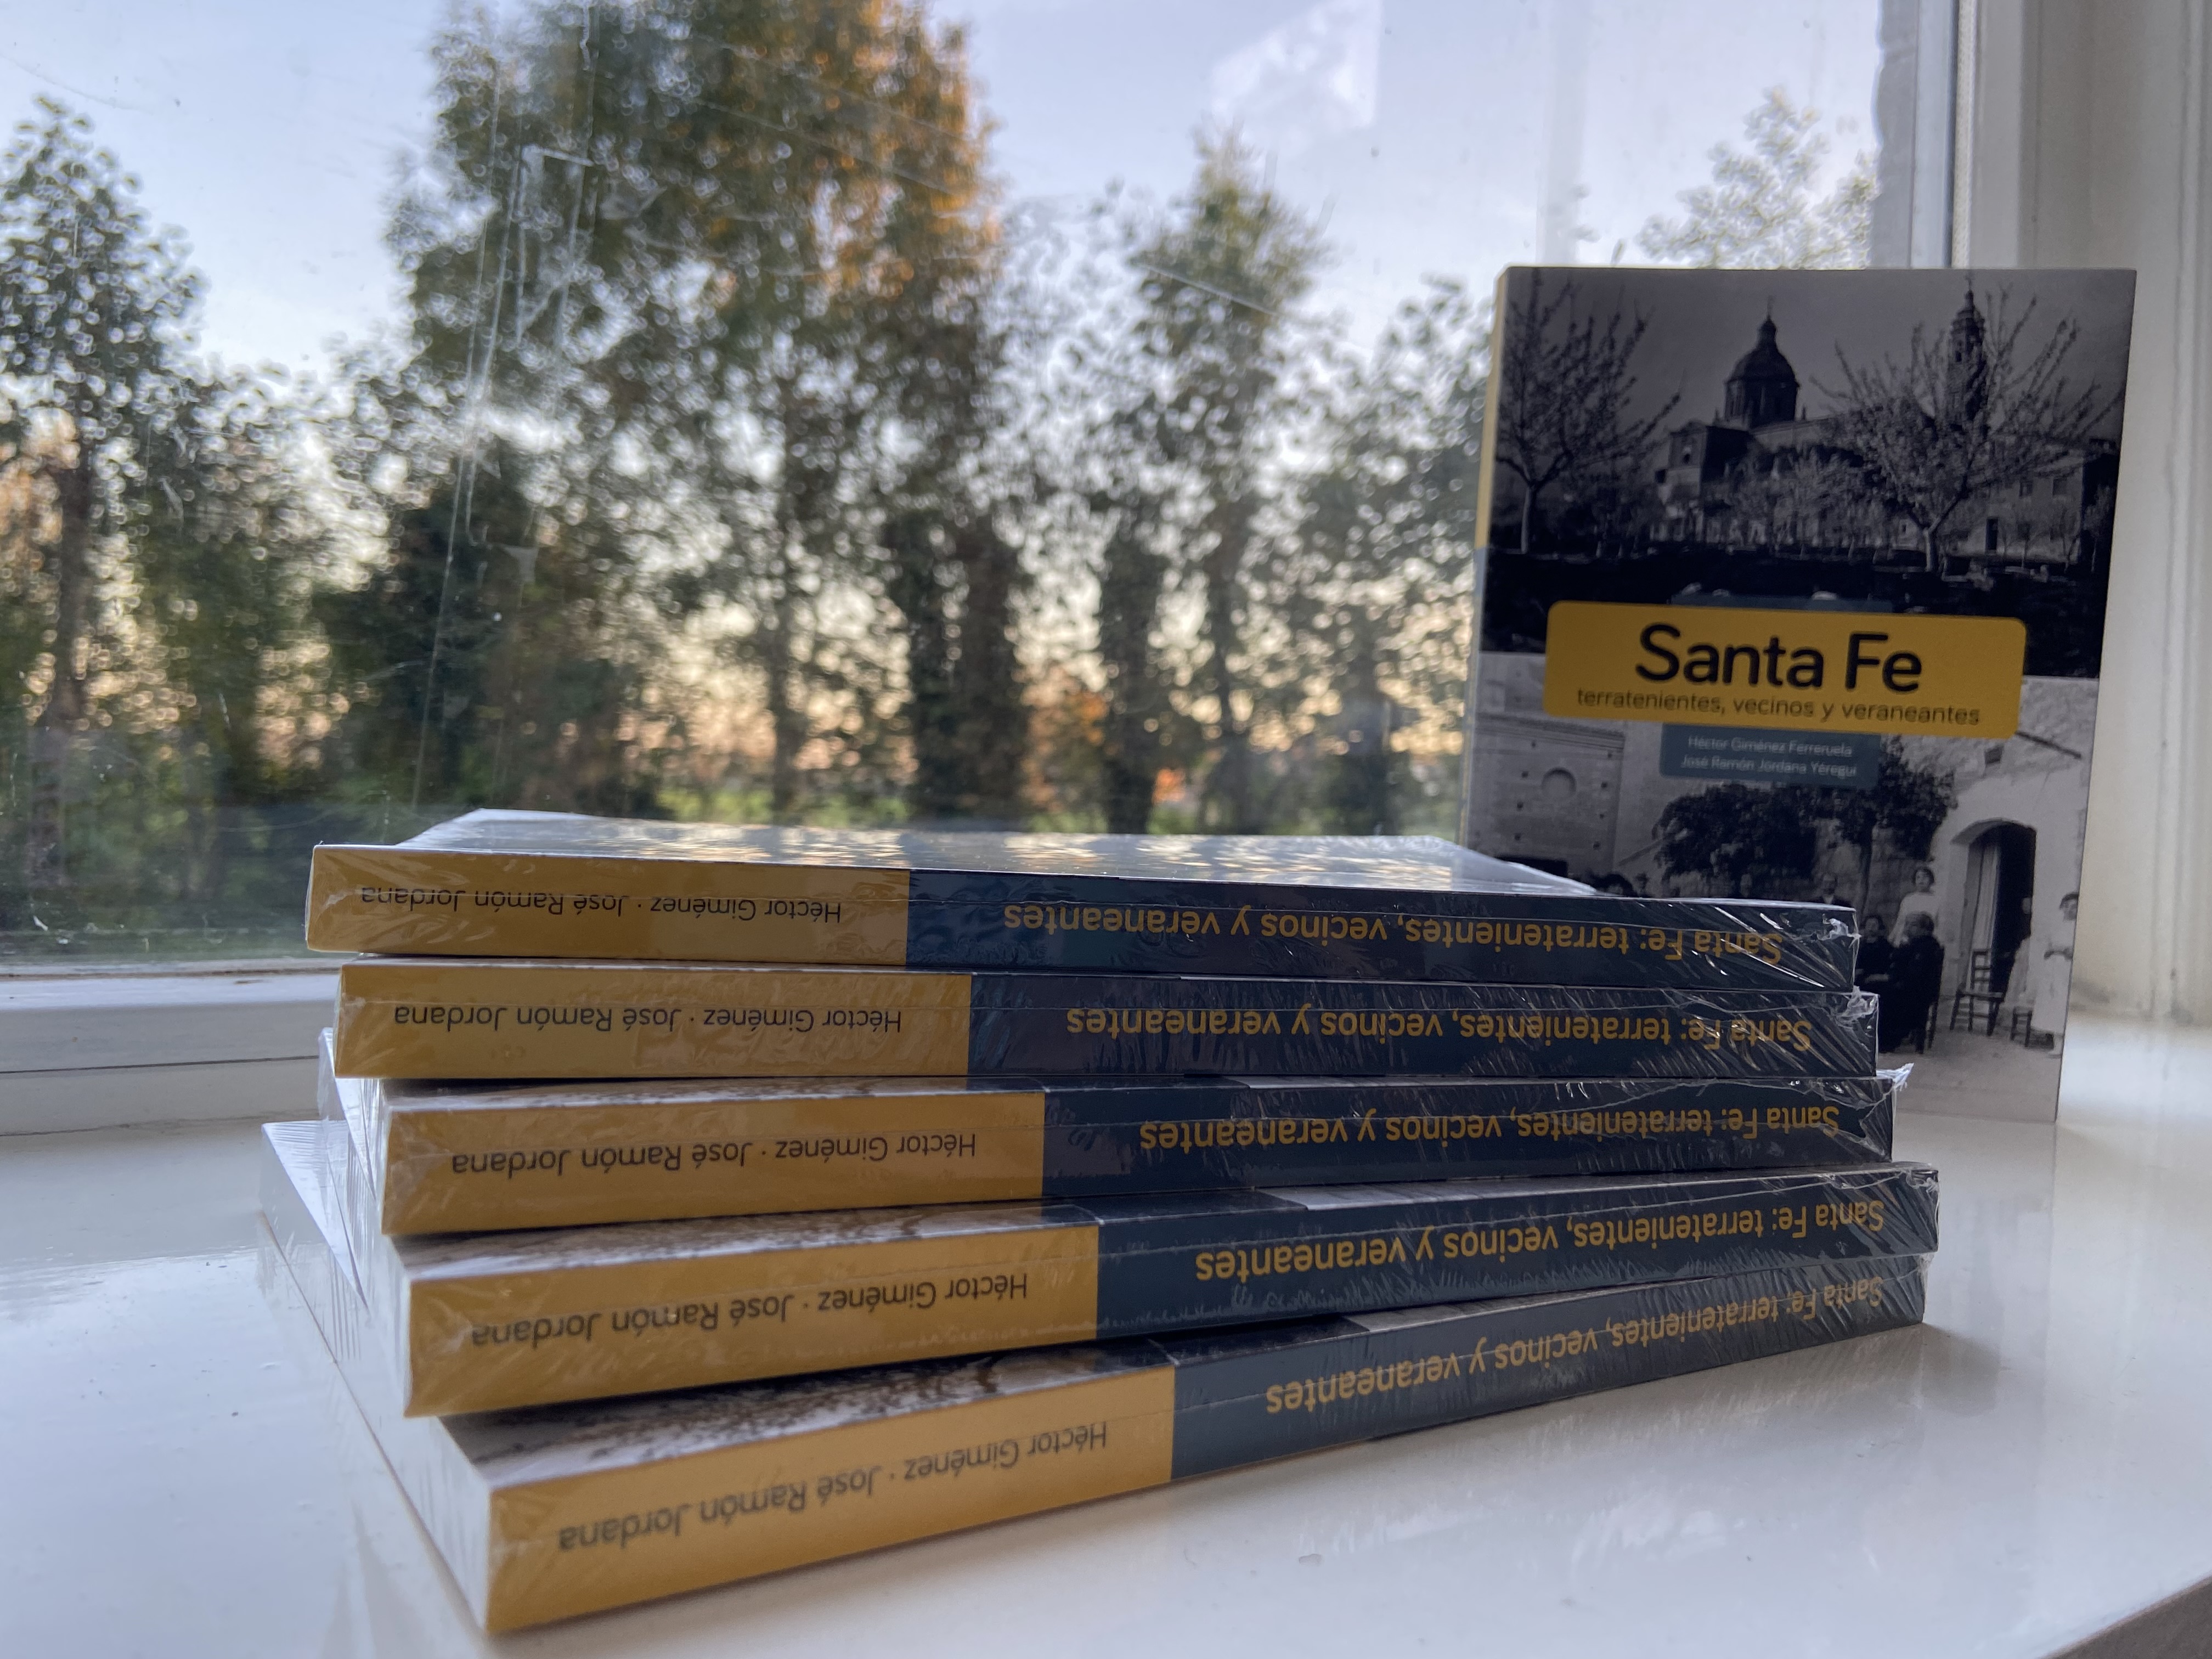 Santa Fe
terratenientes, vecinos y veraneantes
Héctor Giménez Ferreruela
José Ramón Jordana Yéregui
Santa Fe: terratenientes, vecinos y veraneantes Héctor Giménez · José Ramón Jordana
Santa Fe: terratenientes, vecinos y veraneantes Héctor Giménez · José Ramón Jordana
Santa Fe: terratenientes, vecinos y veraneantes Héctor Giménez · José Ramón Jordana
Santa Fe: terratenientes, vecinos y veraneantes Héctor Giménez · José Ramón Jordana
Santa Fe: terratenientes, vecinos y veraneantes Héctor Giménez · José Ramón Jordana